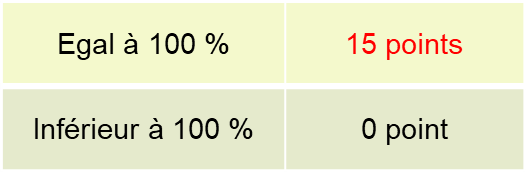 Egal à 100 % 15 points
Inférieur à 100 % 0 point